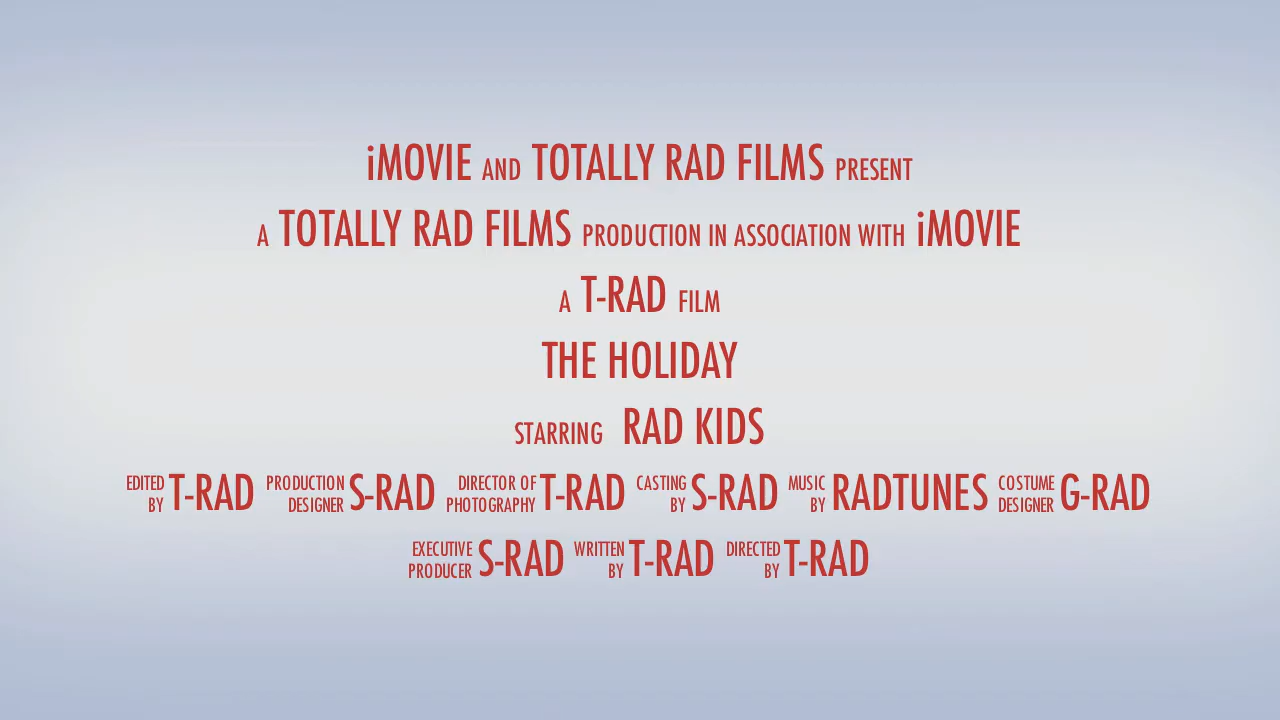 iMOVIE AND TOTALLY RAD FILMS PRESENT
A TOTALLY RAD FILMS PRODUCTION IN ASSOCIATION WITH iMOVIE
A T-RAD FILM
THE HOLIDAY
STARRING RAD KIDS
EDITED BY T-RAD PRODUCTION DESIGNER S-RAD DIRECTOR OF PHOTOGRAPHY T-RAD CASTING BY S-RAD MUSIC BY RADTUNES COSTUME DESIGNER G-RAD
EXECUTIVE PRODUCER S-RAD WRITTEN BY T-RAD DIRECTED BY T-RAD